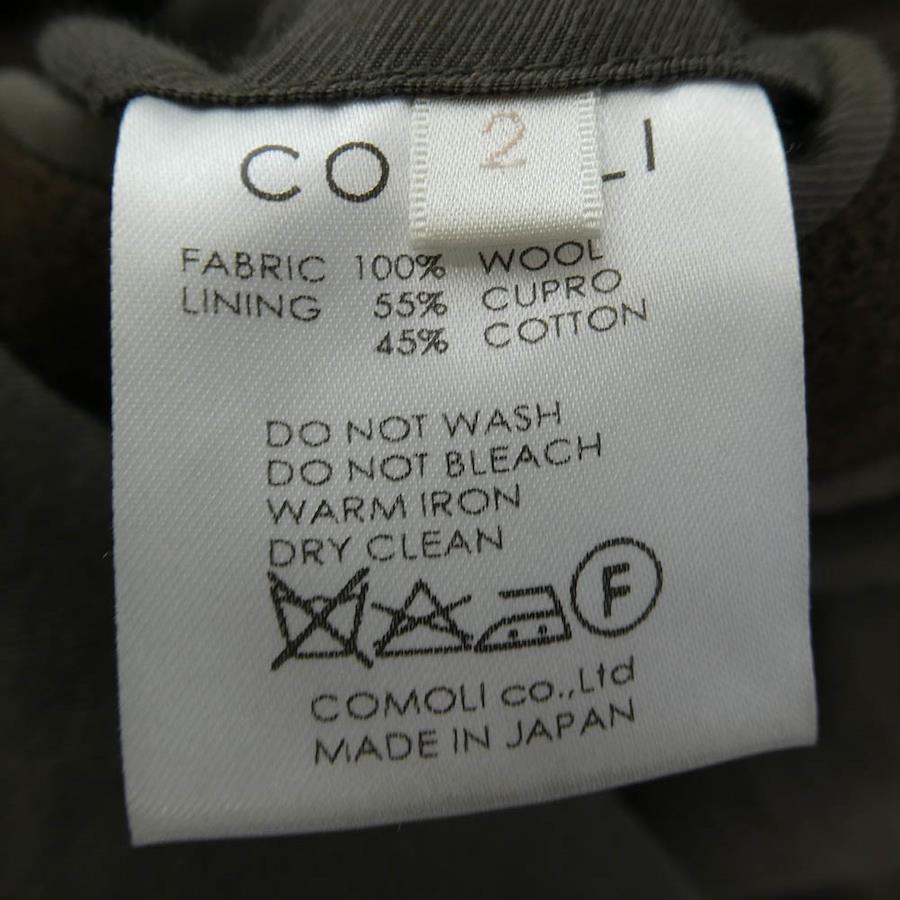 CO LI
2
FABRIC 100% WOOL
LINING 55% CUPRO
45% COTTON
DO NOT WASH
DO NOT BLEACH
WARM IRON
DRY CLEAN
F
COMOLI co.,Ltd
MADE IN JAPAN